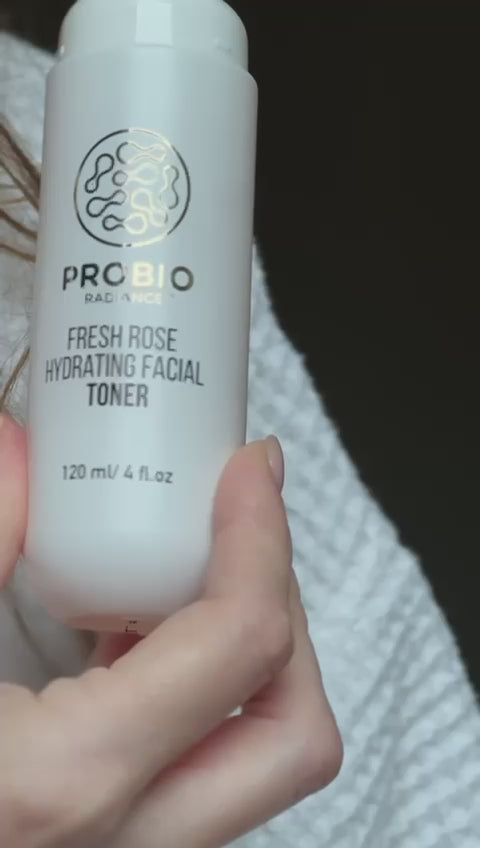 PROBIO
RADIANCE
FRESH ROSE
HYDRATING FACIAL
TONER
120 ml/ 4 fl.oz